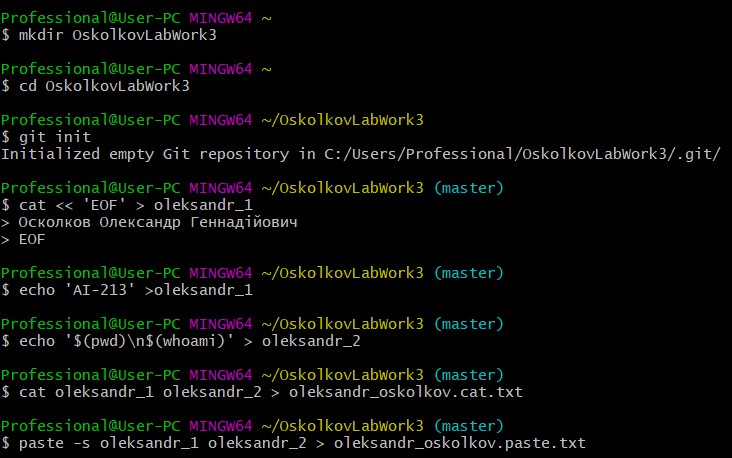 Professional@User-PC MINGW64 ~
$ mkdir OskolkovLabWork3
Professional@User-PC MINGW64 ~
$ cd OskolkovLabWork3
Professional@User-PC MINGW64 ~/OskolkovLabWork3
$ git init
Initialized empty Git repository in C:/Users/Professional/OskolkovLabWork3/.git/
Professional@User-PC MINGW64 ~/OskolkovLabWork3 (master)
$ cat << 'EOF' > oleksandr_1
> Осколков Олександр Геннадійович
> EOF
Professional@User-PC MINGW64 ~/OskolkovLabWork3 (master)
$ echo 'AI-213' >oleksandr_1
Professional@User-PC MINGW64 ~/OskolkovLabWork3 (master)
$ echo '$(pwd)\n$(whoami)' > oleksandr_2
Professional@User-PC MINGW64 ~/OskolkovLabWork3 (master)
$ cat oleksandr_1 oleksandr_2 > oleksandr_oskolkov.cat.txt
Professional@User-PC MINGW64 ~/OskolkovLabWork3 (master)
$ paste -s oleksandr_1 oleksandr_2 > oleksandr_oskolkov.paste.txt